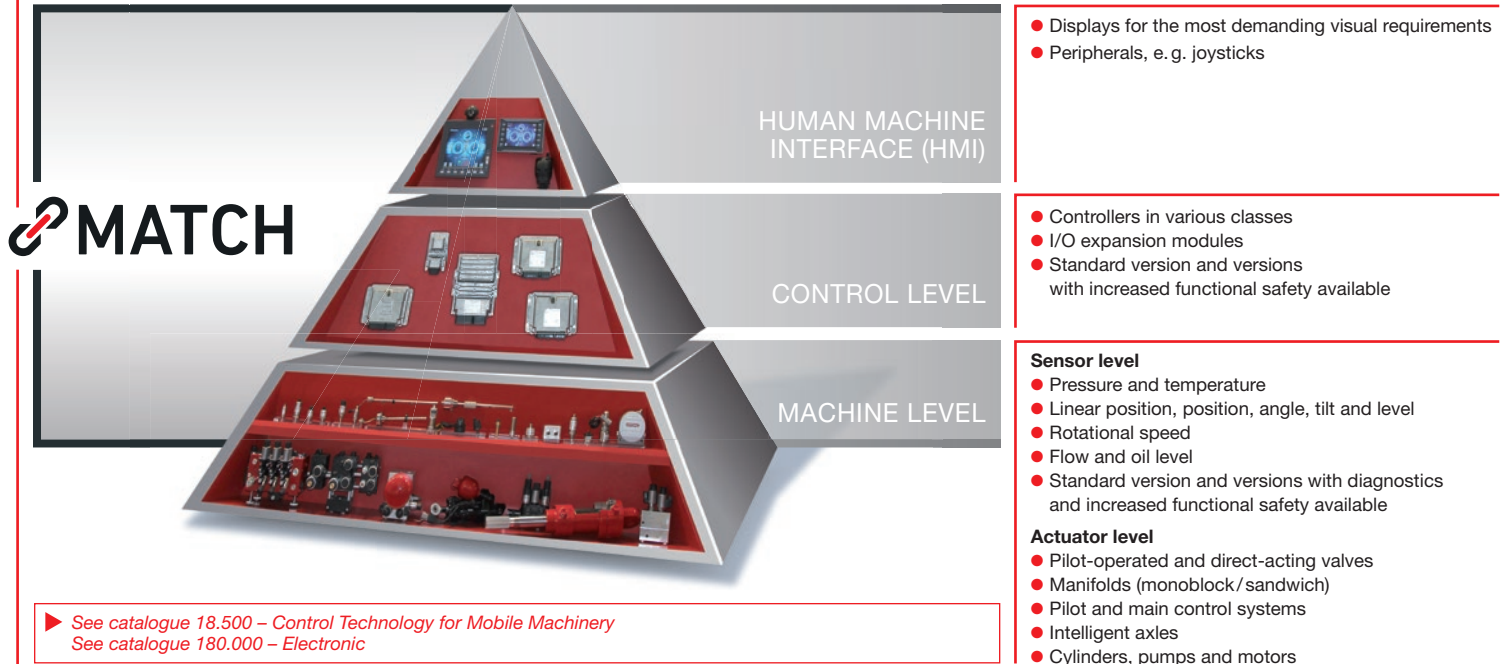 HUMAN MACHINE
INTERFACE (HMI)
MATCH
CONTROL LEVEL
MACHINE LEVEL
See catalogue 18.500 – Control Technology for Mobile Machinery
See catalogue 180.000 – Electronic
● Displays for the most demanding visual requirements
● Peripherals, e. g. joysticks
● Controllers in various classes
● I/O expansion modules
● Standard version and versions
with increased functional safety available
Sensor level
● Pressure and temperature
● Linear position, position, angle, tilt and level
● Rotational speed
● Flow and oil level
● Standard version and versions with diagnostics
and increased functional safety available
Actuator level
● Pilot-operated and direct-acting valves
● Manifolds (monoblock / sandwich)
● Pilot and main control systems
● Intelligent axles
● Cylinders, pumps and motors